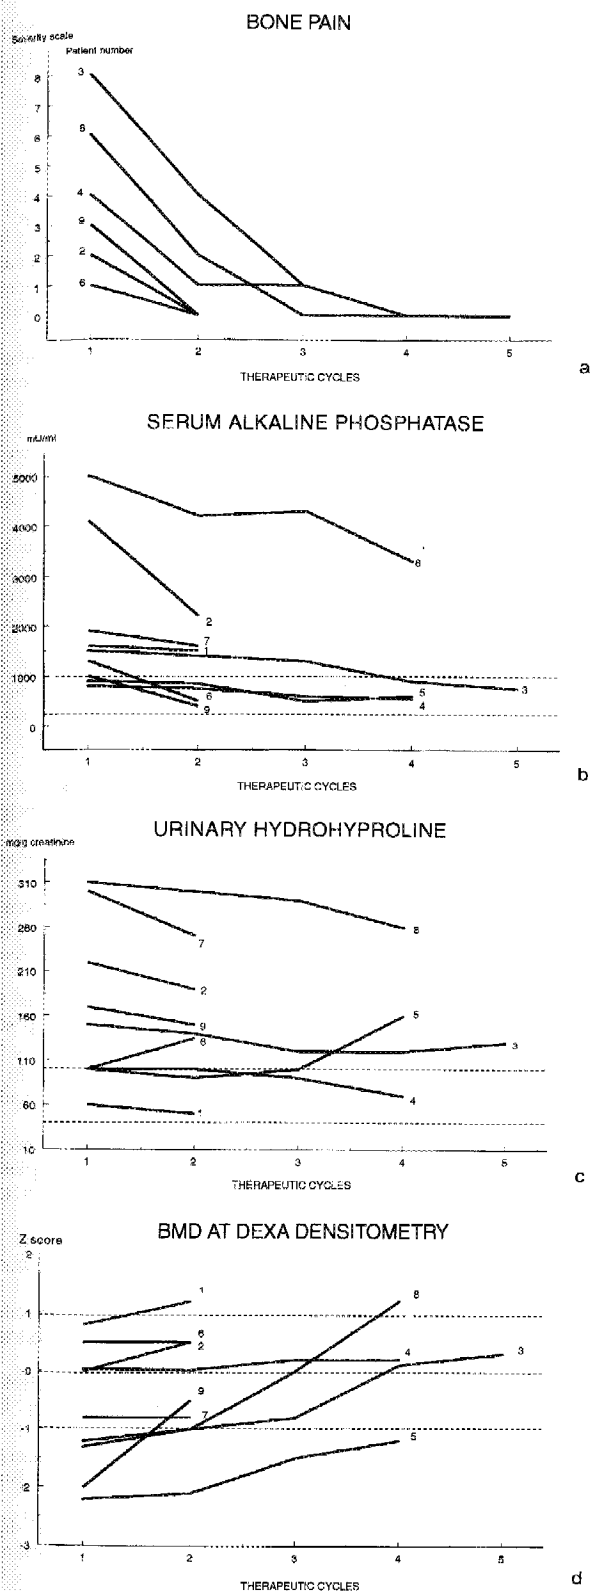 BONE PAIN
Severity scale
Patient number
3
8
8
7
6
6
5
4
4
3
9
2
2
1
6
0
1 2 3 4 5
THERAPEUTIC CYCLES
a
SERUM ALKALINE PHOSPHATASE
mU/ml
5000
4000
3000
2000
1000
0
8
2
7
1
3
5
6
4
9
1 2 3 4 5
THERAPEUTIC CYCLES
b
URINARY HYDROHYPROLINE
mg/g creatinine
310
260
210
160
110
60
10
8
7
2
5
9
6
3
4
1
1 2 3 4 5
THERAPEUTIC CYCLES
c
BMD AT DEXA DENSITOMETRY
Z score
2
1
0
-1
-2
-3
1
8
6
2
4
3
9
7
5
1 2 3 4 5
THERAPEUTIC CYCLES
d